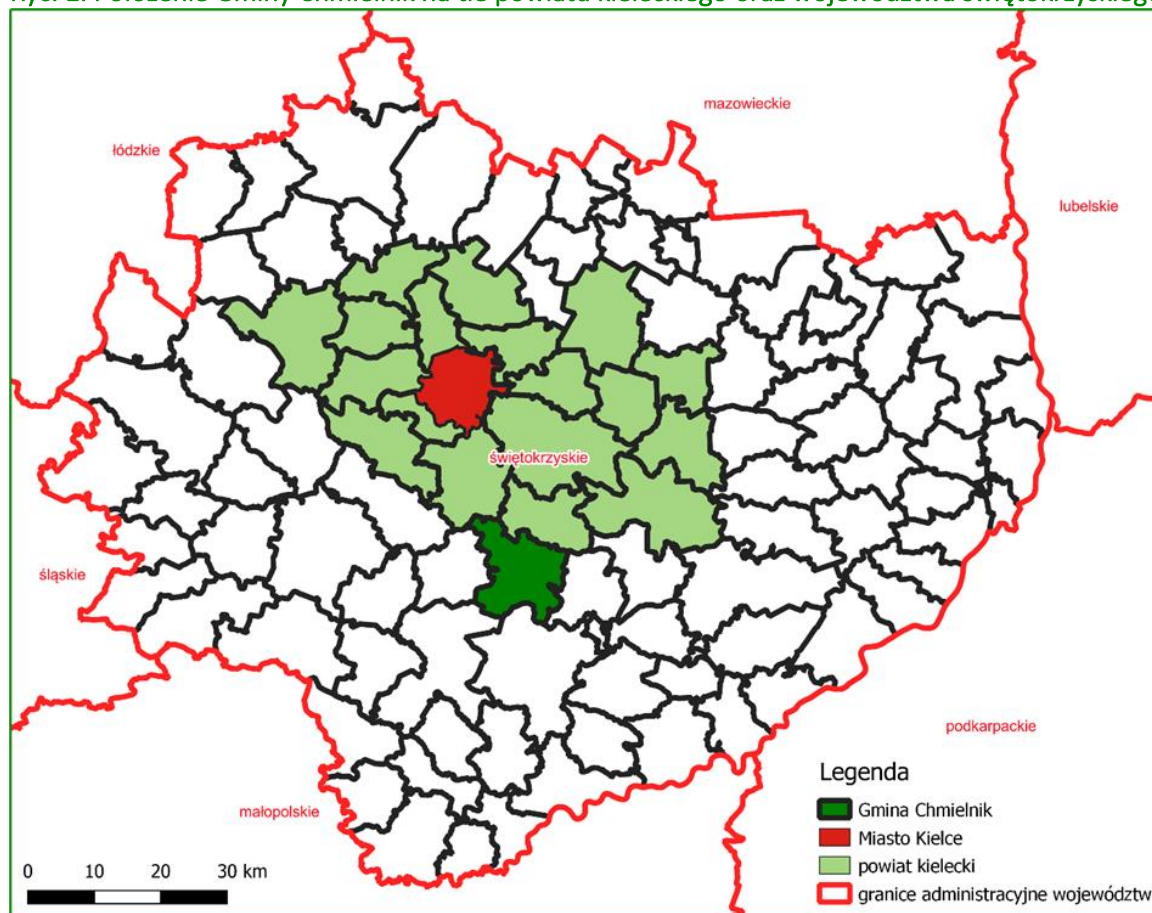 mazowieckie
łódzkie
lubelskie
świętokrzyskie
śląskie
podkarpackie
małopolskie
Legenda
Gmina Chmielnik
Miasto Kielce
powiat kielecki
granice administracyjne województw
0 10 20 30 km